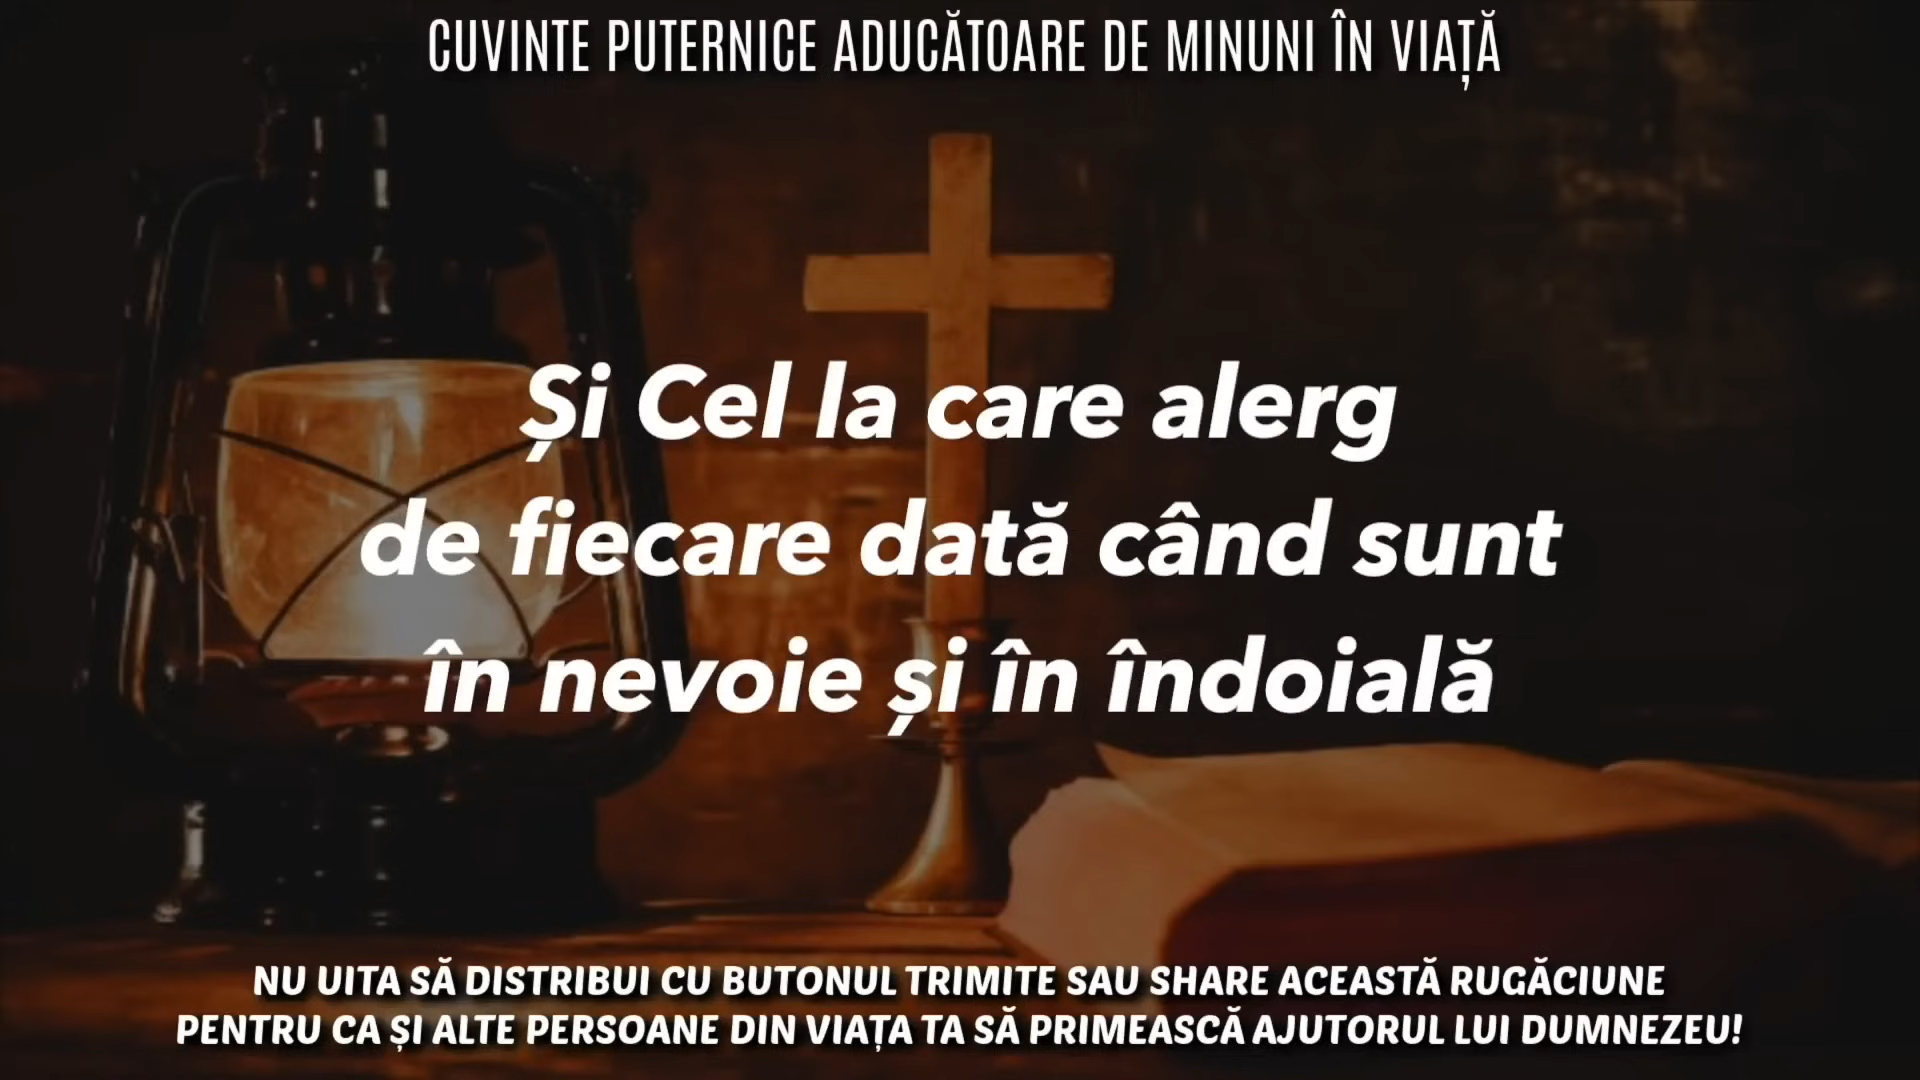 CUVINTE PUTERNICE ADUCĂTOARE DE MINUNI ÎN VIAȚĂ
Și Cel la care alerg
de fiecare dată când sunt
în nevoie și în îndoială
NU UITA SĂ DISTRIBUI CU BUTONUL TRIMITE SAU SHARE ACEASTĂ RUGĂCIUNE
PENTRU CA ȘI ALTE PERSOANE DIN VIAȚA TA SĂ PRIMEASCĂ AJUTORUL LUI DUMNEZEU!